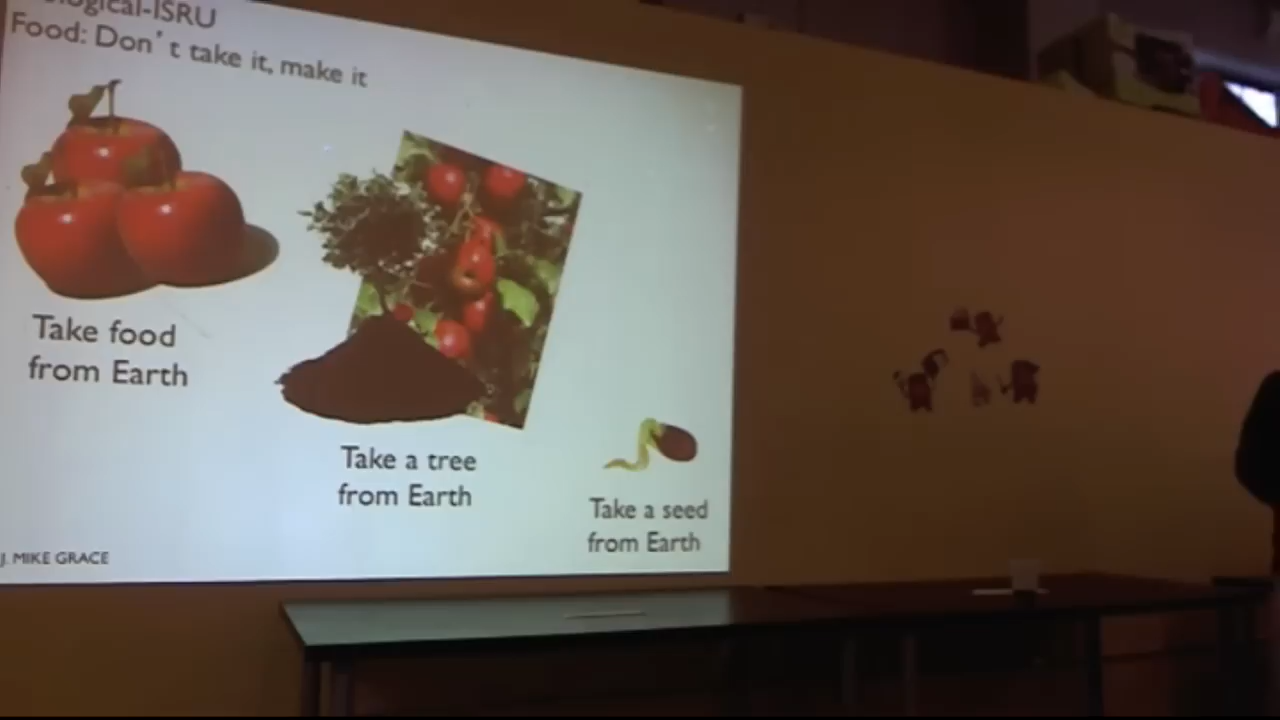 ological-ISRU
Food: Don't take it, make it
Take food
from Earth
Take a tree
from Earth
Take a seed
from Earth
J. MIKE GRACE